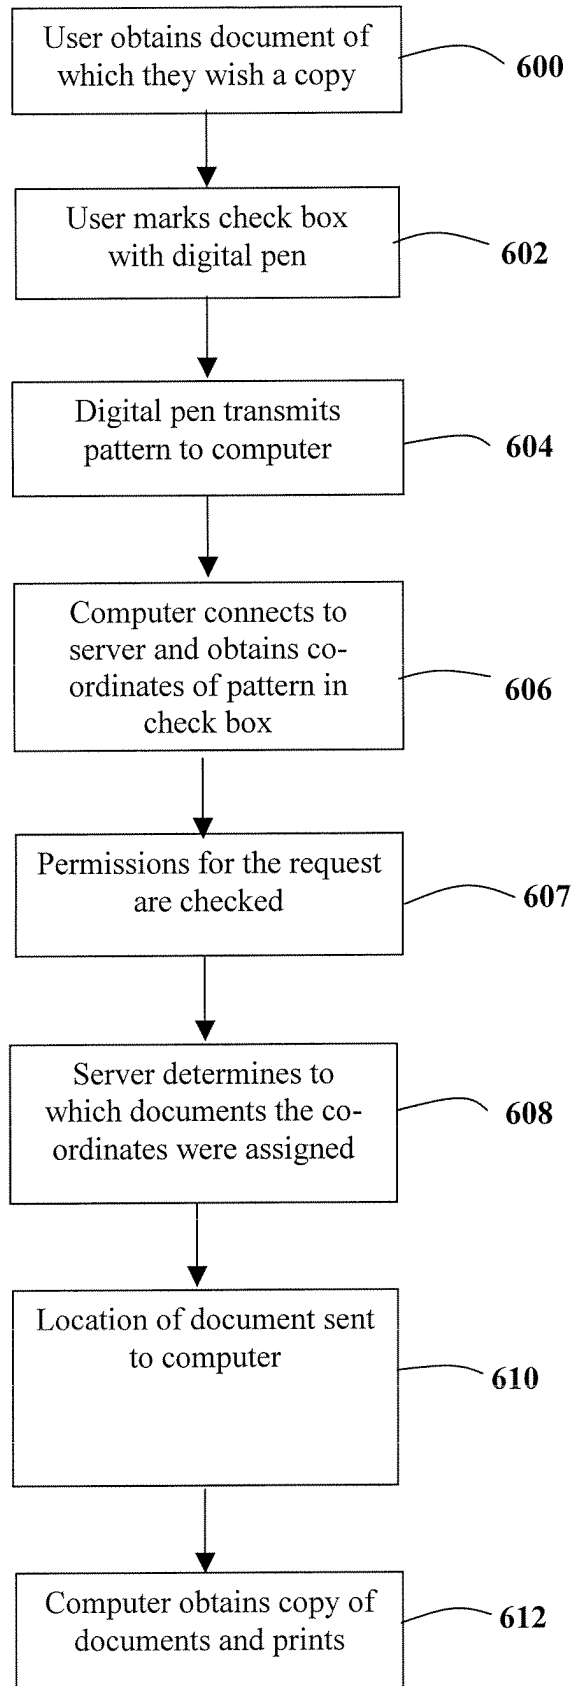 User obtains document of
which they wish a copy
600
User marks check box
with digital pen
602
Digital pen transmits
pattern to computer
604
Computer connects to
server and obtains co-
ordinates of pattern in
check box
606
Permissions for the request
are checked
607
Server determines to
which documents the co-
ordinates were assigned
608
Location of document sent
to computer
610
Computer obtains copy of
documents and prints
612